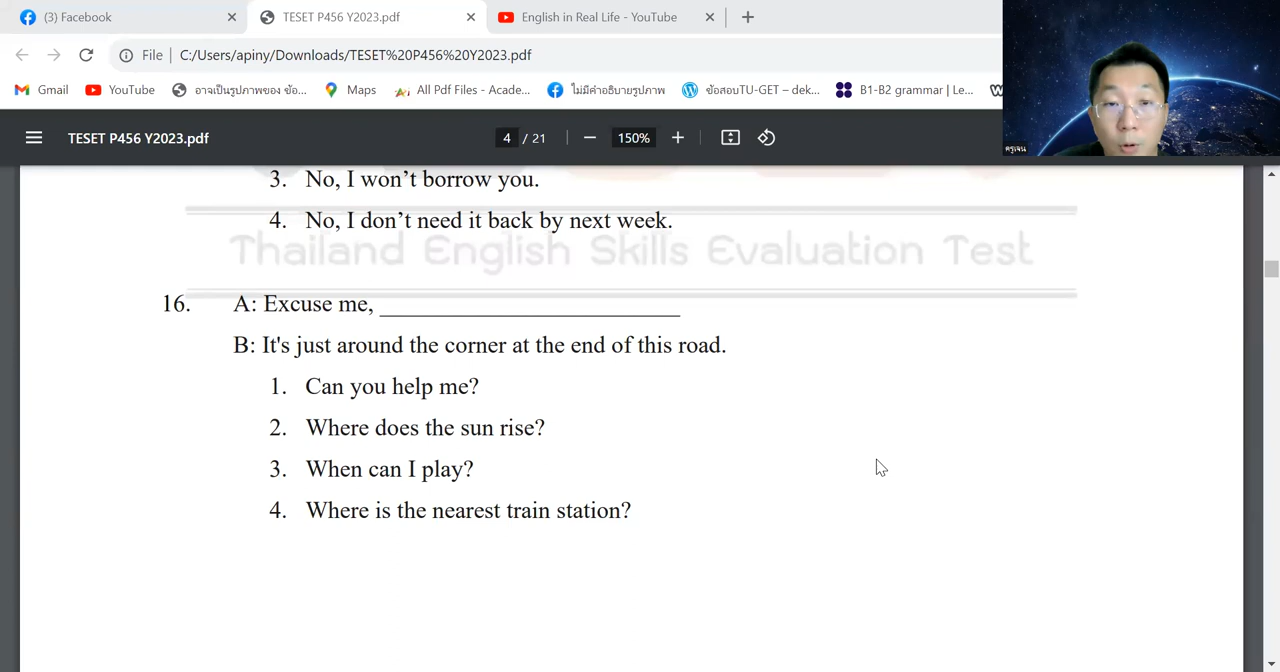 (3) Facebook
TESET P456 Y2023.pdf
English in Real Life - YouTube
File
C:/Users/apiny/Downloads/TESET%20P456%20Y2023.pdf
Gmail
YouTube
อาจเป็นรูปภาพของ ข้อ...
Maps
All Pdf Files - Acade...
ไม่มีคำอธิบายรูปภาพ
ข้อสอบTU-GET – dek...
B1-B2 grammar | Le...
TESET P456 Y2023.pdf
4 / 21
150%
ครูเจน
3. No, I won't borrow you.
4. No, I don't need it back by next week.
Thailand English Skills Evaluation Test
16. A: Excuse me, _________________________
B: It's just around the corner at the end of this road.
1. Can you help me?
2. Where does the sun rise?
3. When can I play?
4. Where is the nearest train station?